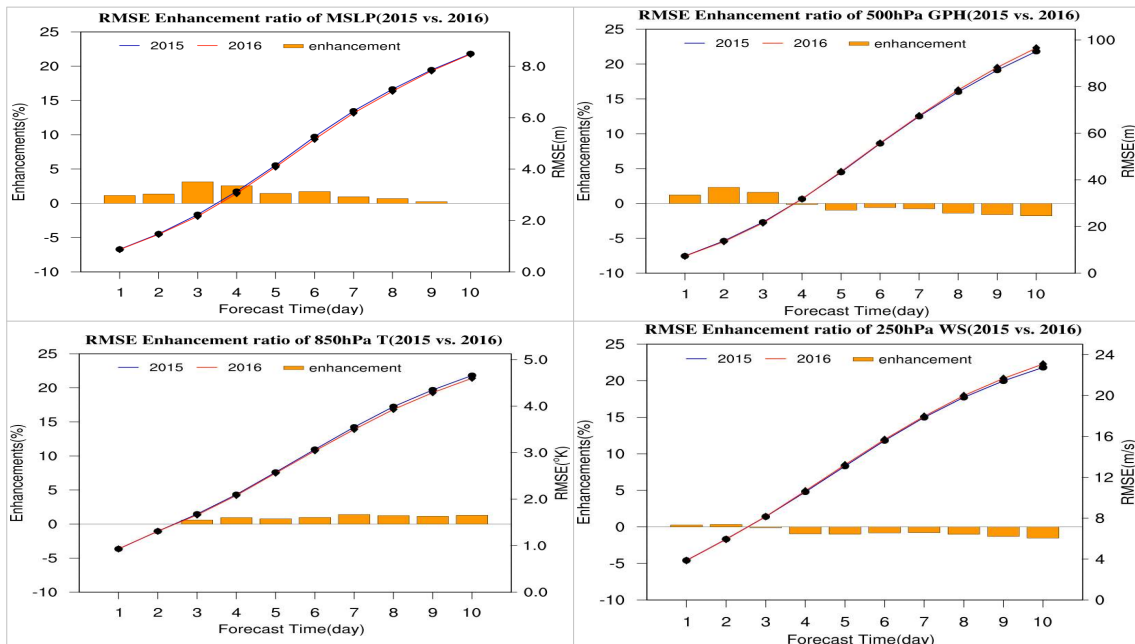 RMSE Enhancement ratio of MSLP(2015 vs. 2016)
2015 2016 enhancement
Enhancements(%)
25
20
15
10
5
0
-5
-10
8.0
6.0
4.0
2.0
0.0
RMSE(m)
1 2 3 4 5 6 7 8 9 10
Forecast Time(day)
RMSE Enhancement ratio of 500hPa GPH(2015 vs. 2016)
2015 2016 enhancement
Enhancements(%)
25
20
15
10
5
0
-5
-10
100
80
60
40
20
0
RMSE(m)
1 2 3 4 5 6 7 8 9 10
Forecast Time(day)
RMSE Enhancement ratio of 850hPa T(2015 vs. 2016)
2015 2016 enhancement
Enhancements(%)
25
20
15
10
5
0
-5
-10
5.0
4.0
3.0
2.0
1.0
0.0
RMSE(°K)
1 2 3 4 5 6 7 8 9 10
Forecast Time(day)
RMSE Enhancement ratio of 250hPa WS(2015 vs. 2016)
2015 2016 enhancement
Enhancements(%)
25
20
15
10
5
0
-5
-10
24
20
16
12
8
4
0
RMSE(m/s)
1 2 3 4 5 6 7 8 9 10
Forecast Time(day)